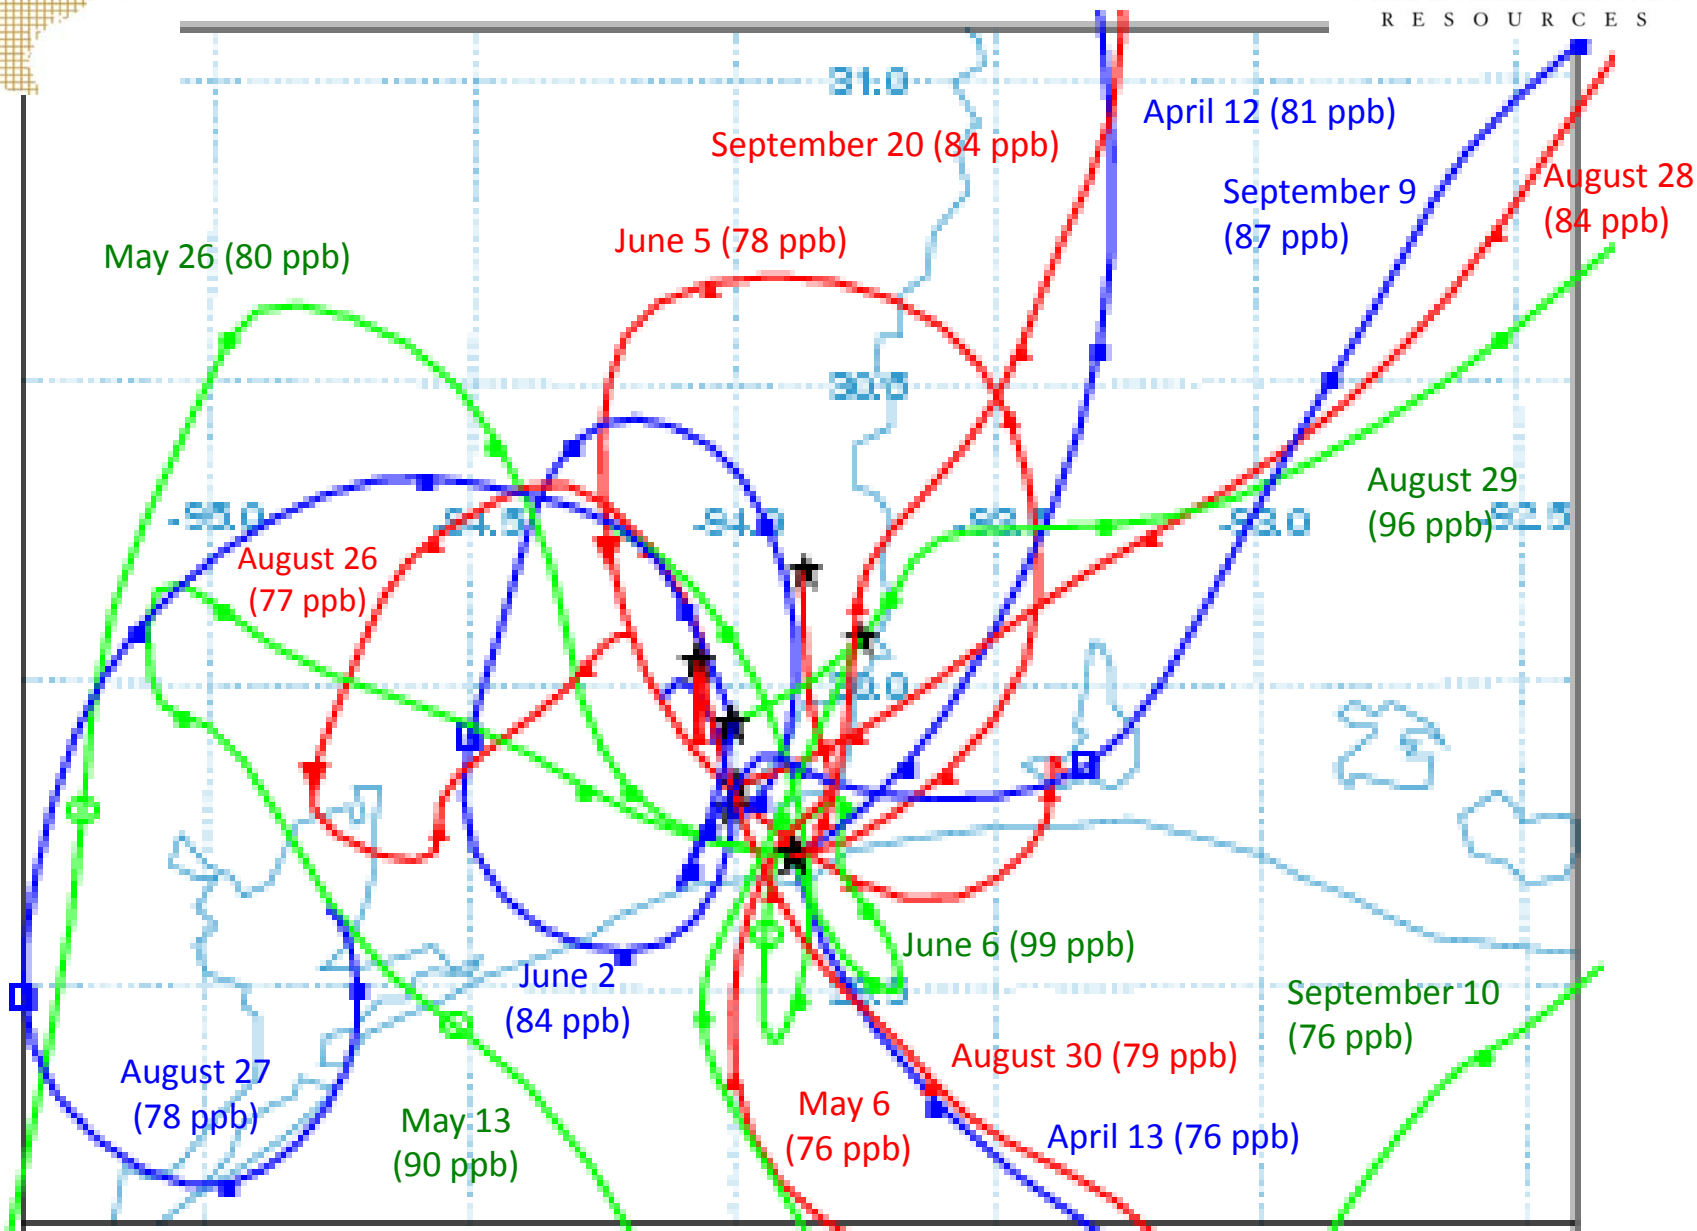 R E S O U R C E S
31.0
April 12 (81 ppb)
September 20 (84 ppb)
August 28
(84 ppb)
September 9
(87 ppb)
June 5 (78 ppb)
May 26 (80 ppb)
30.5
August 29
(96 ppb)
-95.0
-94.5
-94.0
-93.0
-92.5
August 26
(77 ppb)
June 6 (99 ppb)
June 2
(84 ppb)
September 10
(76 ppb)
August 27
(78 ppb)
August 30 (79 ppb)
May 6
(76 ppb)
May 13
(90 ppb)
April 13 (76 ppb)